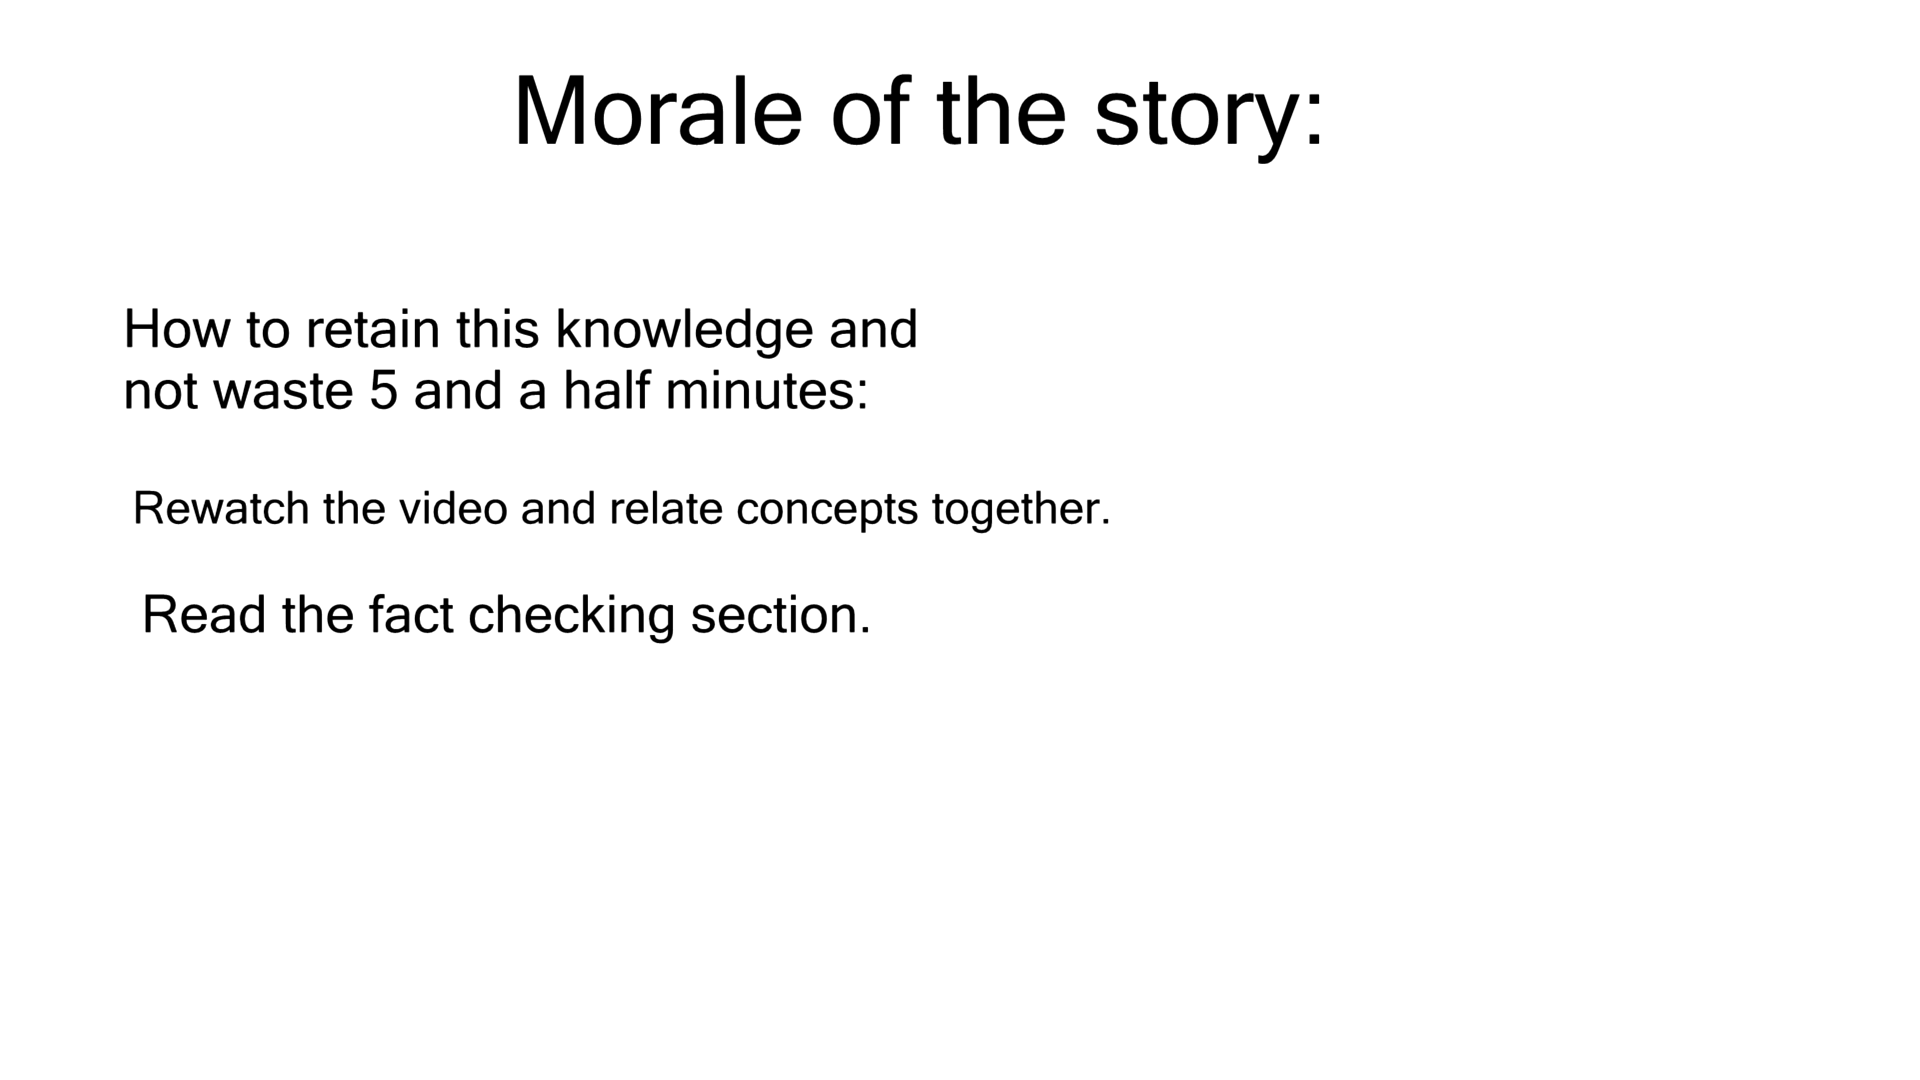 Morale of the story:
How to retain this knowledge and
not waste 5 and a half minutes:
Rewatch the video and relate concepts together.
Read the fact checking section.